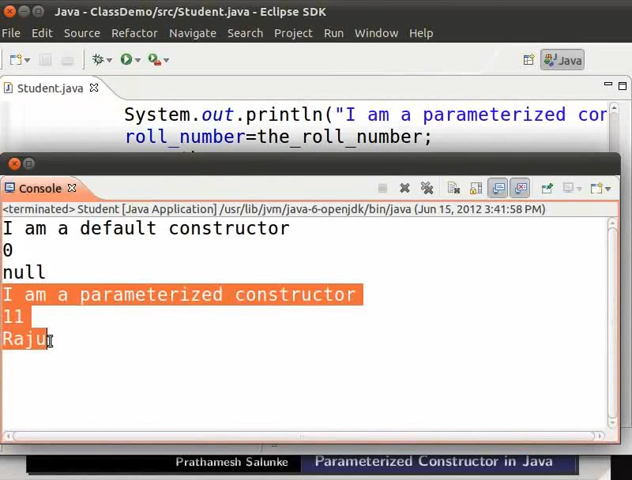 Java - ClassDemo/src/Student.java - Eclipse SDK
File Edit Source Refactor Navigate Search Project Run Window Help
Java
Student.java
System.out.println("I am a parameterized con
roll_number=the_roll_number;
Console
<terminated> Student [Java Application] /usr/lib/jvm/java-6-openjdk/bin/java (Jun 15, 2012 3:41:58 PM)
I am a default constructor
0
null
I am a parameterized constructor
11
Raju
Prathamesh Salunke Parameterized Constructor in Java